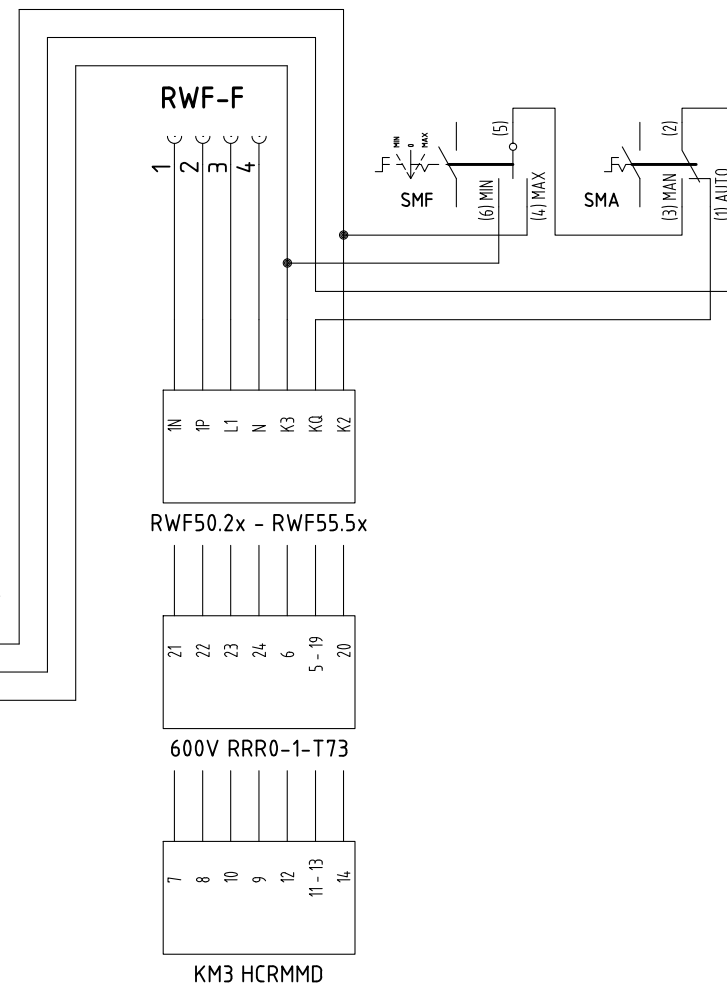 RWF-F
1 2 3 4
MIN 0 MAX
SMF
(5)
(6) MIN
(4) MAX
SMA
(2)
(3) MAN
(1) AUTO
1N 1P L1 N K3 KQ K2
RWF50.2x - RWF55.5x
21 22 23 24 6 5 - 19 20
600V RRR0-1-T73
7 8 10 9 12 11 - 13 14
KM3 HCRMMD